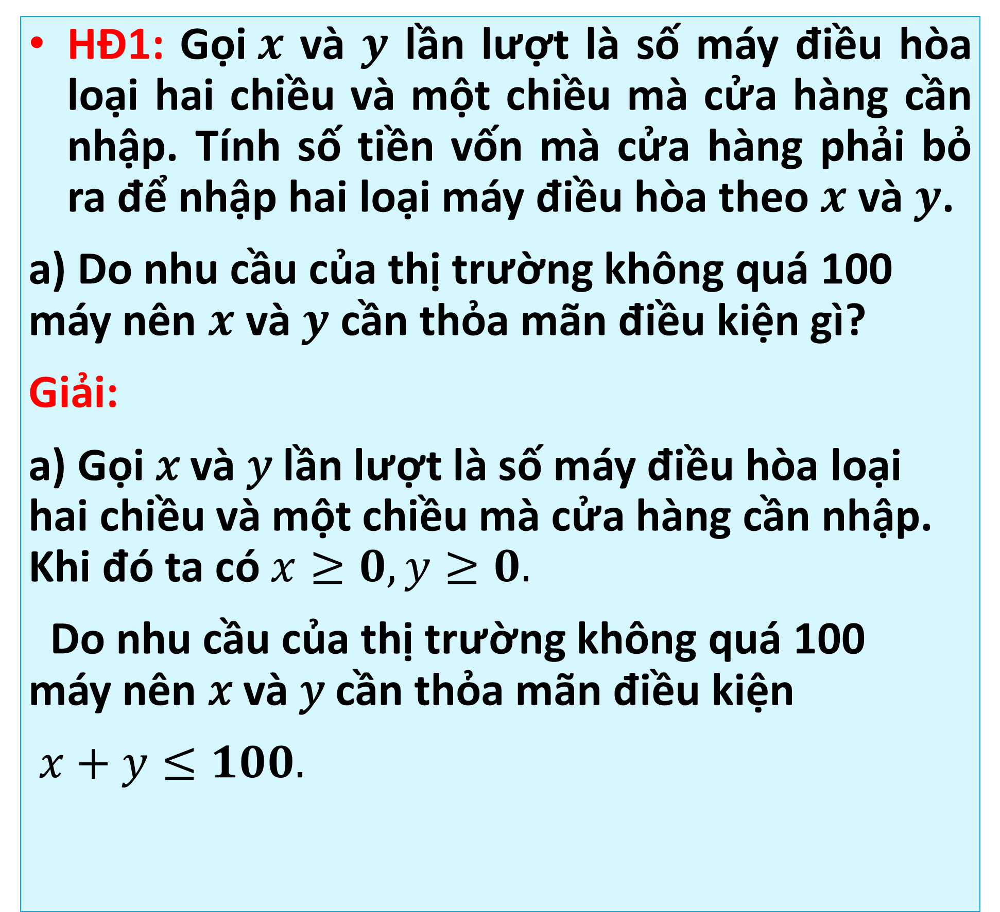 • HĐ1: Gọi x và y lần lượt là số máy điều hòa
loại hai chiều và một chiều mà cửa hàng cần
nhập. Tính số tiền vốn mà cửa hàng phải bỏ
ra để nhập hai loại máy điều hòa theo x và y.
a) Do nhu cầu của thị trường không quá 100
máy nên x và y cần thỏa mãn điều kiện gì?
Giải:
a) Gọi x và y lần lượt là số máy điều hòa loại
hai chiều và một chiều mà cửa hàng cần nhập.
Khi đó ta có x ≥ 0, y ≥ 0.
Do nhu cầu của thị trường không quá 100
máy nên x và y cần thỏa mãn điều kiện
x + y ≤ 100.